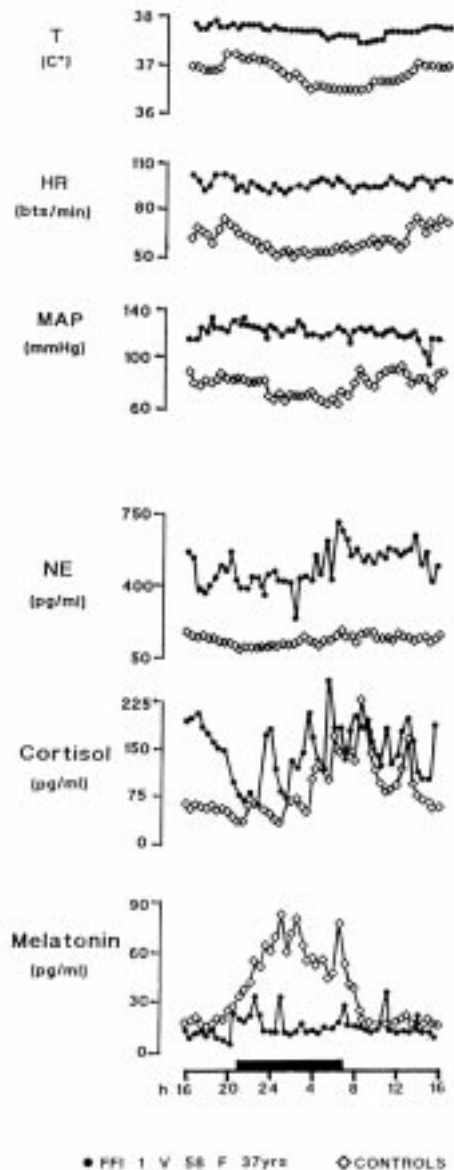 38
T
37
(C°)
36
110
HR
80
(bts/min)
50
140
MAP
(mmHg)
100
60
750
NE
400
(pg/ml)
50
225
Cortisol
150
(pg/ml)
75
0
90
Melatonin
60
(pg/ml)
30
0
h 16 20 24 4 8 12 16
● FFI 1 V 58 F 37yrs ◇ CONTROLS